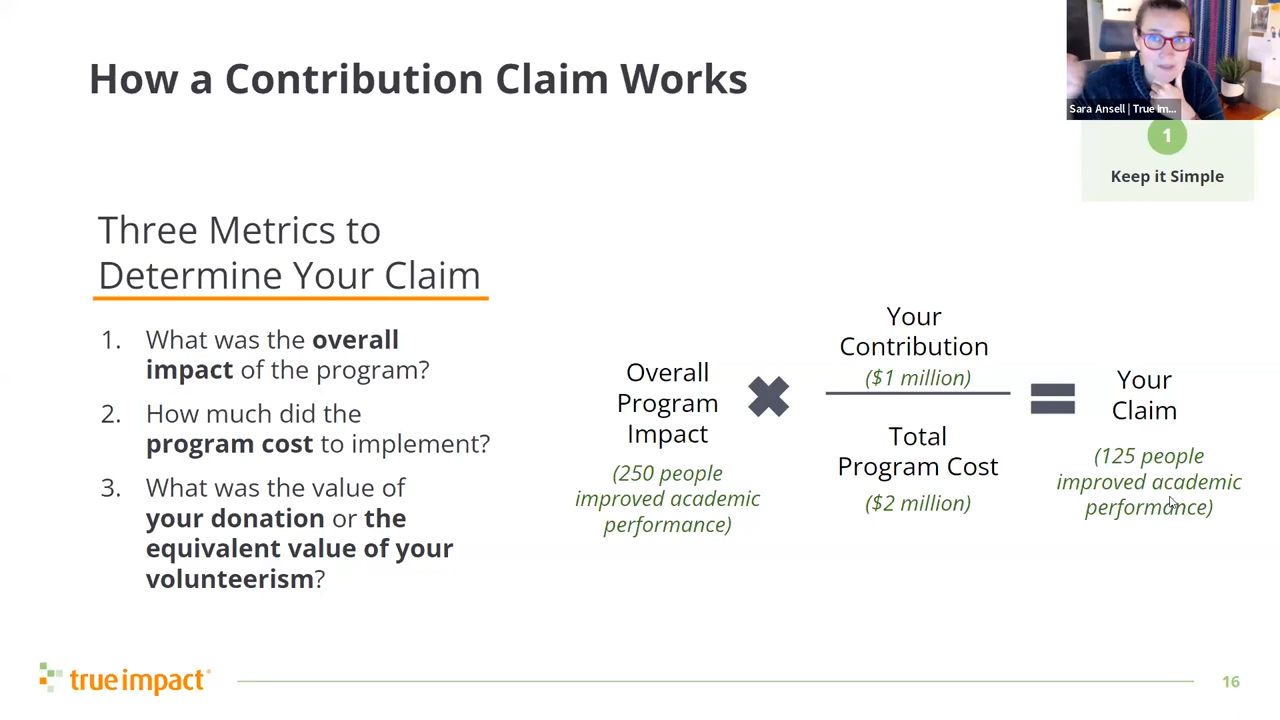 How a Contribution Claim Works
Sara Ansell | True Im...
1
Keep it Simple
Three Metrics to
Determine Your Claim
1. What was the overall
impact of the program?
2. How much did the
program cost to implement?
3. What was the value of
your donation or the
equivalent value of your
volunteerism?
Overall
Program
Impact
(250 people
improved academic
performance)
Your
Contribution
($1 million)
Total
Program Cost
($2 million)
Your
Claim
(125 people
improved academic
performance)
true impact®
16